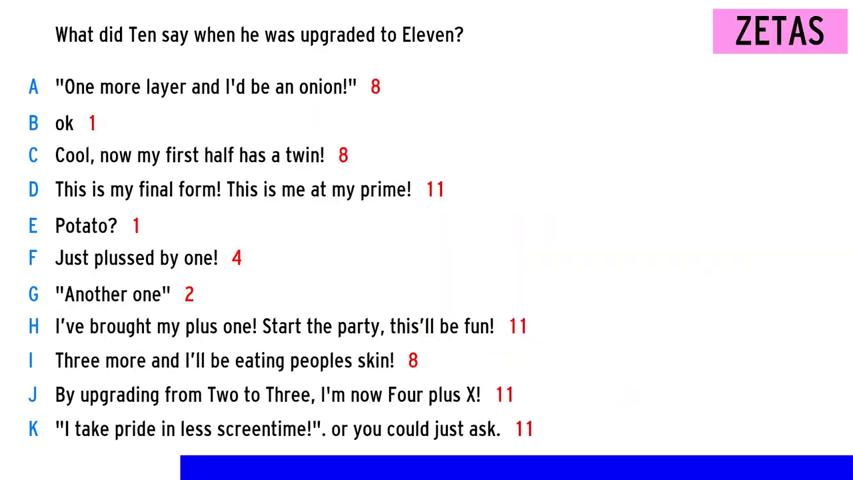 What did Ten say when he was upgraded to Eleven?
ZETAS
A "One more layer and I'd be an onion!" 8
B ok 1
C Cool, now my first half has a twin! 8
D This is my final form! This is me at my prime! 11
E Potato? 1
F Just plussed by one! 4
G "Another one" 2
H I've brought my plus one! Start the party, this'll be fun! 11
I Three more and I'll be eating peoples skin! 8
J By upgrading from Two to Three, I'm now Four plus X! 11
K "I take pride in less screentime!". or you could just ask. 11